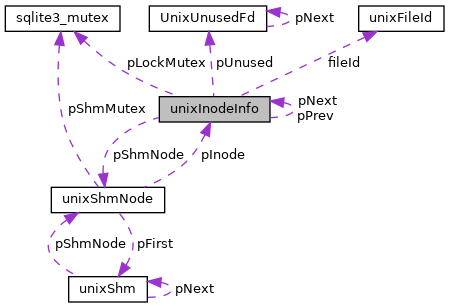 sqlite3_mutex
UnixUnusedFd
pNext
unixFileId
pLockMutex
pUnused
fileId
pShmMutex
unixInodeInfo
pNext
pPrev
pShmNode
pInode
unixShmNode
pShmNode
pFirst
unixShm
pNext